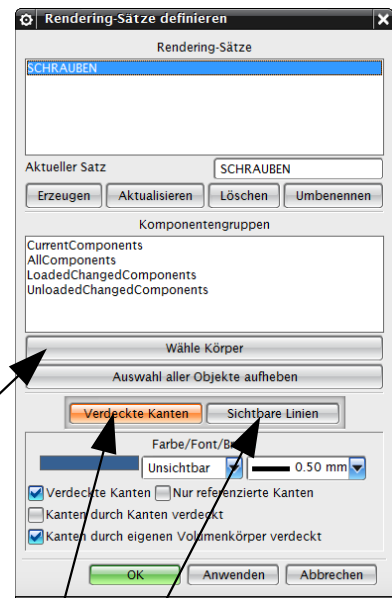 Rendering-Sätze definieren
Rendering-Sätze
SCHRAUBEN
Aktueller Satz SCHRAUBEN
Erzeugen Aktualisieren Löschen Umbenennen
Komponentengruppen
CurrentComponents
AllComponents
LoadedChangedComponents
UnloadedChangedComponents
Wähle Körper
Auswahl aller Objekte aufheben
Verdeckte Kanten Sichtbare Linien
Unsichtbar 0.50 mm
Verdeckte Kanten Nur referenzierte Kanten
Kanten durch Kanten verdeckt
Kanten durch eigenen Volumenkörper verdeckt
OK Anwenden Abbrechen